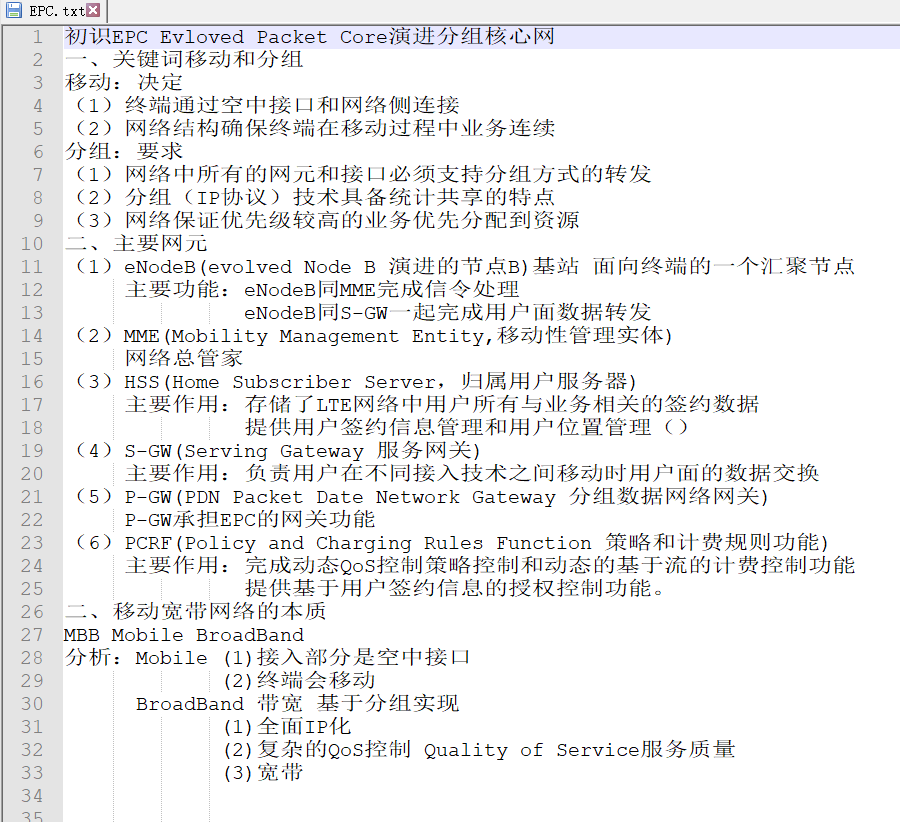 EPC.txt
1 初识EPC Evloved Packet Core演进分组核心网
2 一、关键词移动和分组
3 移动：决定
4 （1）终端通过空中接口和网络侧连接
5 （2）网络结构确保终端在移动过程中业务连续
6 分组：要求
7 （1）网络中所有的网元和接口必须支持分组方式的转发
8 （2）分组（IP协议）技术具备统计共享的特点
9 （3）网络保证优先级较高的业务优先分配到资源
10 二、主要网元
11 （1）eNodeB(evolved Node B 演进的节点B)基站 面向终端的一个汇聚节点
12 主要功能：eNodeB同MME完成信令处理
13 eNodeB同S-GW一起完成用户面数据转发
14 （2）MME(Mobility Management Entity,移动性管理实体)
15 网络总管家
16 （3）HSS(Home Subscriber Server，归属用户服务器)
17 主要作用：存储了LTE网络中用户所有与业务相关的签约数据
18 提供用户签约信息管理和用户位置管理（）
19 （4）S-GW(Serving Gateway 服务网关)
20 主要作用：负责用户在不同接入技术之间移动时用户面的数据交换
21 （5）P-GW(PDN Packet Date Network Gateway 分组数据网络网关)
22 P-GW承担EPC的网关功能
23 （6）PCRF(Policy and Charging Rules Function 策略和计费规则功能)
24 主要作用：完成动态QoS控制策略控制和动态的基于流的计费控制功能
25 提供基于用户签约信息的授权控制功能。
26 二、移动宽带网络的本质
27 MBB Mobile BroadBand
28 分析：Mobile (1)接入部分是空中接口
29 (2)终端会移动
30 BroadBand 带宽 基于分组实现
31 (1)全面IP化
32 (2)复杂的QoS控制 Quality of Service服务质量
33 (3)宽带
34
35